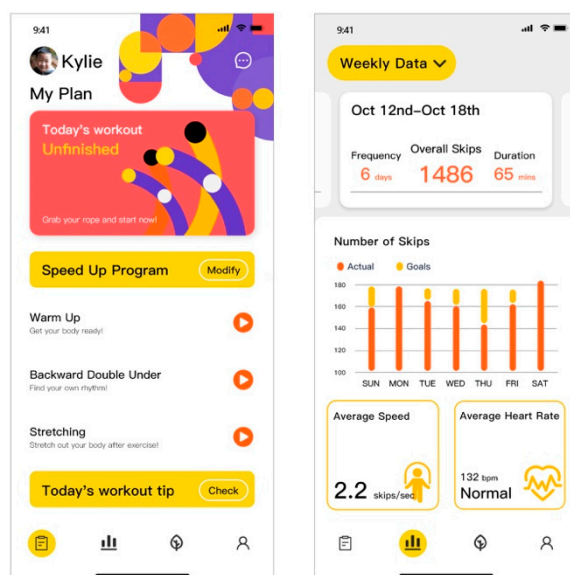 9:41
Kylie
My Plan
Today's workout
Unfinished
Grab your rope and start now!
Speed Up Program
Modify
Warm Up
Get your body ready!
Backward Double Under
Find your own rhythm!
Stretching
Stretch out your body after exercise!
Today's workout tip
Check
9:41
Weekly Data
Oct 12nd-Oct 18th
Frequency Overall Skips Duration
6 days 1486 65 mins
Number of Skips
Actual Goals
180
160
140
120
100
SUN MON TUE WED THU FRI SAT
Average Speed
2.2 skips/sec
Average Heart Rate
132 bpm
Normal